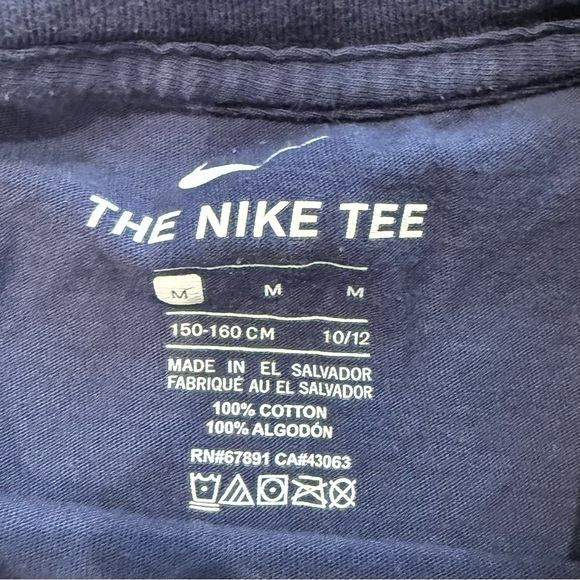 THE NIKE TEE
M M M
150-160 CM 10/12
MADE IN EL SALVADOR
FABRIQUÉ AU EL SALVADOR
100% COTTON
100% ALGODÓN
RN#67891 CA#43063